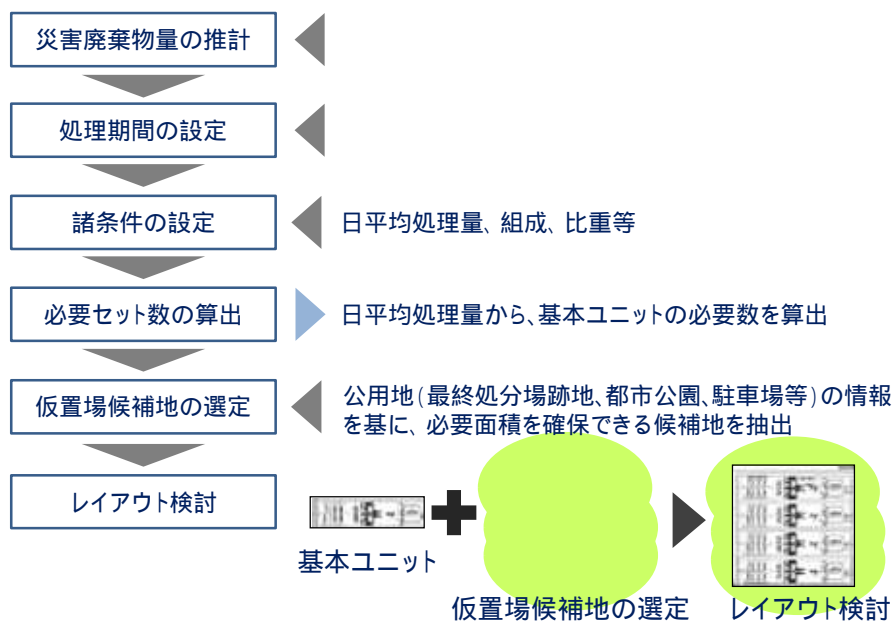 災害廃棄物量の推計
処理期間の設定
諸条件の設定
日平均処理量、組成、比重等
必要セット数の算出
日平均処理量から、基本ユニットの必要数を算出
仮置場候補地の選定
公用地(最終処分場跡地、都市公園、駐車場等)の情報
を基に、必要面積を確保できる候補地を抽出
レイアウト検討
基本ユニット
仮置場候補地の選定
レイアウト検討